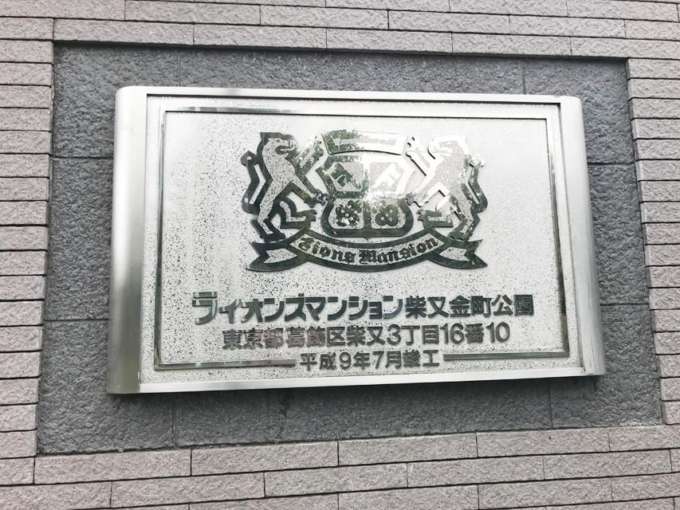 Lions Mansion
ライオンズマンション柴又金町公園
東京都葛飾区柴又3丁目16番10
平成9年7月竣工